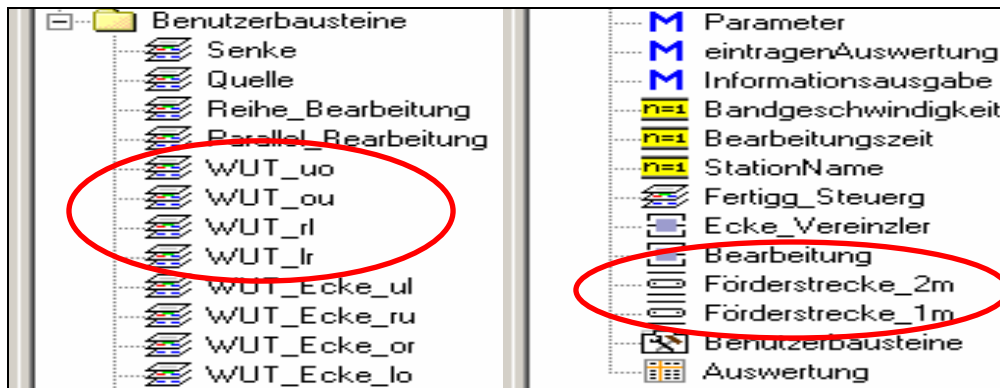 Benutzerbausteine
Senke
Quelle
Reihe_Bearbeitung
Parallel_Bearbeitung
WUT_uo
WUT_ou
WUT_rl
WUT_lr
WUT_Ecke_ul
WUT_Ecke_ru
WUT_Ecke_or
WUT_Ecke_lo
M Parameter
M eintragenAuswertung
M Informationsausgabe
n=1 Bandgeschwindigkeit
n=1 Bearbeitungszeit
n=1 StationName
Fertigg_Steuerg
Ecke_Vereinzler
Bearbeitung
Förderstrecke_2m
Förderstrecke_1m
Benutzerbausteine
Auswertung